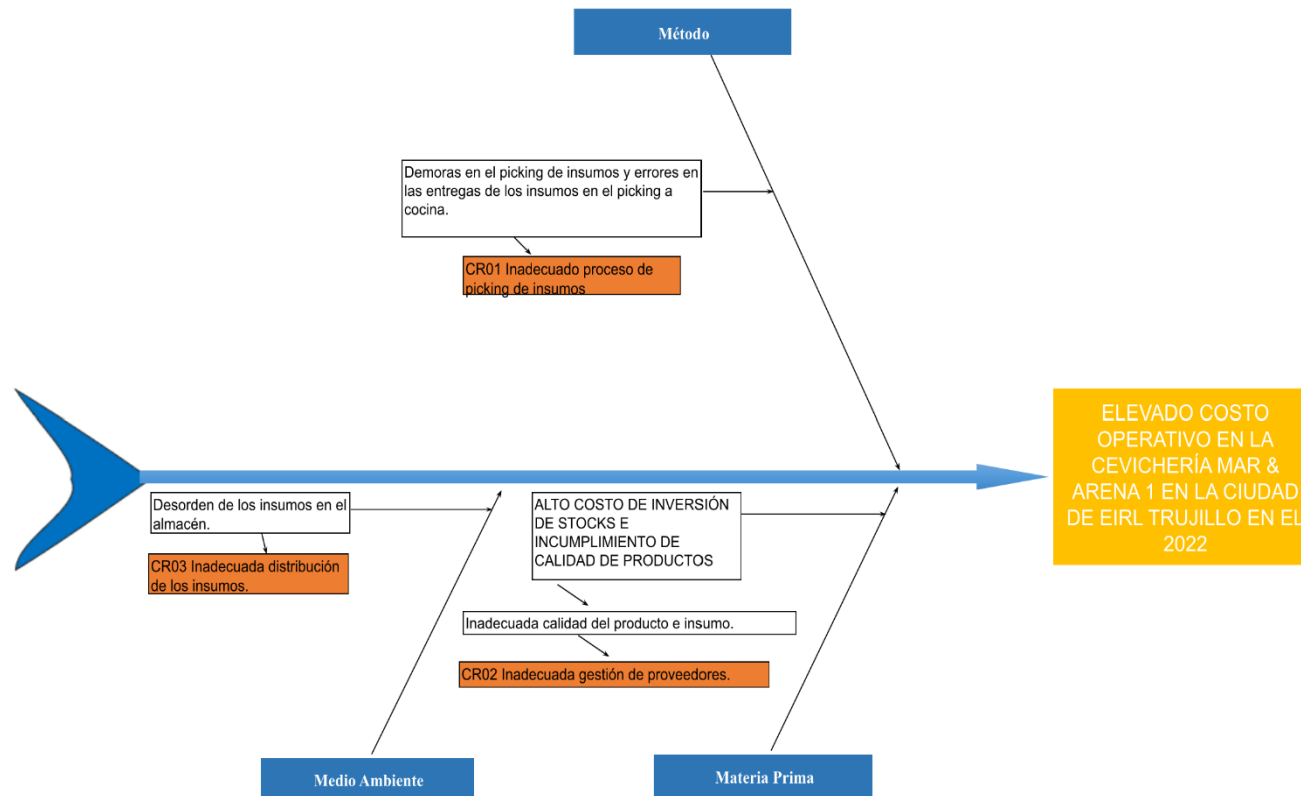 Método
Demoras en el picking de insumos y errores en
las entregas de los insumos en el picking a
cocina.
CR01 Inadecuado proceso de
picking de insumos
ELEVADO COSTO
OPERATIVO EN LA
CEVICHERÍA MAR &
ARENA 1 EN LA CIUDAD
DE EIRL TRUJILLO EN EL
2022
Desorden de los insumos en el
almacén.
CR03 Inadecuada distribución
de los insumos.
ALTO COSTO DE INVERSIÓN
DE STOCKS E
INCUMPLIMIENTO DE
CALIDAD DE PRODUCTOS
Inadecuada calidad del producto e insumo.
CR02 Inadecuada gestión de proveedores.
Medio Ambiente
Materia Prima